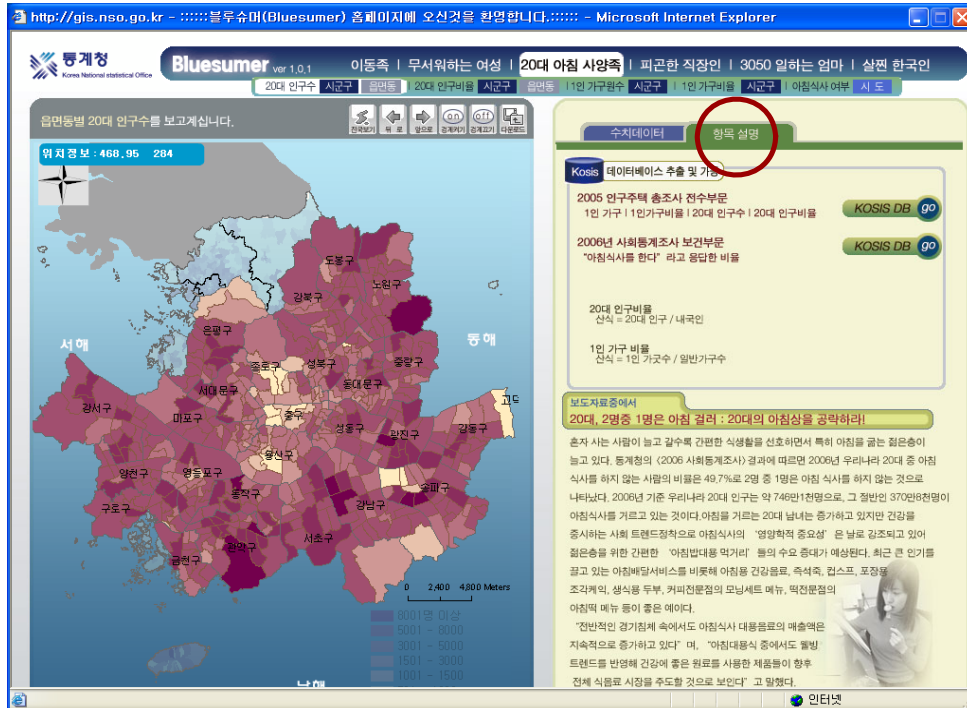 http://gis.nso.go.kr - ::::::블루슈머(Bluesumer) 홈페이지에 오신것을 환영합니다.:::::: - Microsoft Internet Explorer
통계청
Korea National statistical Office
Bluesumer ver 1.0.1
이동족 | 무서워하는 여성 | 20대 아침 사양족 | 피곤한 직장인 | 3050 일하는 엄마 | 살찐 한국인
20대 인구수 시군구 읍면동 | 20대 인구비율 시군구 읍면동 | 1인 가구원수 시군구 | 1인 가구비율 시군구 | 아침식사 여부 시 도
읍면동별 20대 인구수를 보고계십니다.
전국보기 뒤 로 앞으로 on 경계켜기 off 경계끄기 다운로드
위치정보:468.95 284
도봉구
노원구
강북구
은평구
서해
동해
종로구
성북구
중랑구
서대문구
동대문구
고덕
강서구
마포구
중구
성동구
광진구
강동구
용산구
양천구
영등포구
동작구
송파구
강남구
구로구
서초구
관악구
금천구
0 2,400 4,800 Meters
8001명 이상
5001 - 8000
3001 - 5000
1501 - 3000
1001 - 1500
남해
수치데이터
항목 설명
Kosis 데이터베이스 추출 및 가공
2005 인구주택 총조사 전수부문
1인 가구 | 1인가구비율 | 20대 인구수 | 20대 인구비율
KOSIS DB go
2006년 사회통계조사 보건부문
"아침식사를 한다" 라고 응답한 비율
KOSIS DB go
20대 인구비율
산식 = 20대 인구 / 내국인
1인 가구 비율
산식 = 1인 가굿수 / 일반가구수
보도자료중에서
20대, 2명중 1명은 아침 걸러 : 20대의 아침상을 공략하라!
혼자 사는 사람이 늘고 갈수록 간편한 식생활을 선호하면서 특히 아침을 굶는 젊은층이
늘고 있다. 통계청의 〈2006 사회통계조사〉 결과에 따르면 2006년 우리나라 20대 중 아침
식사를 하지 않는 사람의 비율은 49.7%로 2명 중 1명은 아침 식사를 하지 않는 것으로
나타났다. 2006년 기준 우리나라 20대 인구는 약 746만1천명으로, 그 절반인 370만8천명이
아침식사를 거르고 있는 것이다.아침을 거르는 20대 남녀는 증가하고 있지만 건강을
중시하는 사회 트렌드정착으로 아침식사의 '영양학적 중요성' 은 날로 강조되고 있어
젊은층을 위한 간편한 '아침밥대용 먹거리' 들의 수요 증대가 예상된다. 최근 큰 인기를
끌고 있는 아침배달서비스를 비롯해 아침용 건강음료, 즉석죽, 컵스프, 포장용
조각케익, 생식용 두부, 커피전문점의 모닝세트 메뉴, 떡전문점의
아침떡 메뉴 등이 좋은 예이다.
"전반적인 경기침체 속에서도 아침식사 대용음료의 매출액은
지속적으로 증가하고 있다" 며, "아침대용식 중에서도 웰빙
트렌드를 반영해 건강에 좋은 원료를 사용한 제품들이 향후
전체 식음료 시장을 주도할 것으로 보인다" 고 말했다.
인터넷